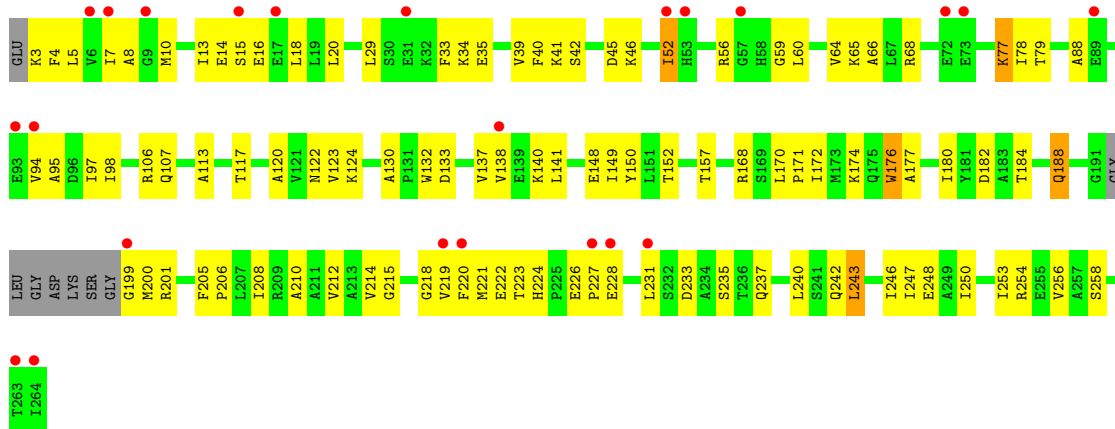 GLU K3 F4 L5 V6 I7 A8 G9 M10 I13 E14 S15 E16 E17 L18 L19 L20 L29 S30 E31 K32 F33 K34 E35 V39 F40 K41 S42 D45 K46 I52 H53 R56 G57 H58 G59 L60 V64 K65 A66 L67 R68 E72 E73 K77 I78 T79 A88 E89
E93 V94 A95 D96 I97 I98 R106 Q107 A113 T117 A120 V121 N122 V123 K124 A130 P131 W132 D133 V137 V138 E139 K140 L141 E148 I149 Y150 L151 T152 T157 R168 S169 L170 P171 I172 M173 K174 Q175 W176 A177 I180 Y181 D182 A183 T184 Q188 G191 GLY
LEU GLY ASP LYS SER GLY G199 M200 R201 F205 P206 L207 I208 R209 A210 A211 V212 A213 V214 G215 G218 V219 F220 M221 E222 T223 H224 P225 E226 P227 E228 L231 S232 D233 A234 S235 T236 Q237 L240 S241 Q242 L243 I246 I247 E248 A249 I250 I253 R254 E255 V256 A257 S258
T263 I264